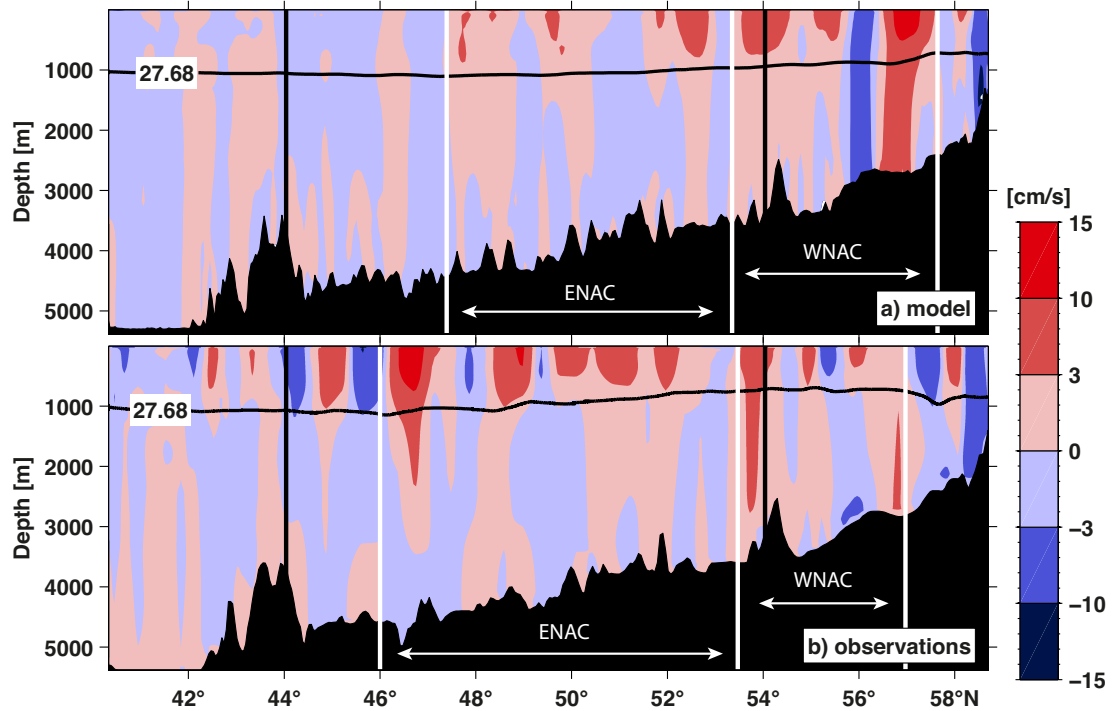 Depth [m]
1000
2000
3000
4000
5000
27.68
ENAC
WNAC
a) model
Depth [m]
1000
2000
3000
4000
5000
27.68
ENAC
WNAC
b) observations
42°
44°
46°
48°
50°
52°
54°
56°
58°N
[cm/s]
15
10
3
0
−3
−10
−15